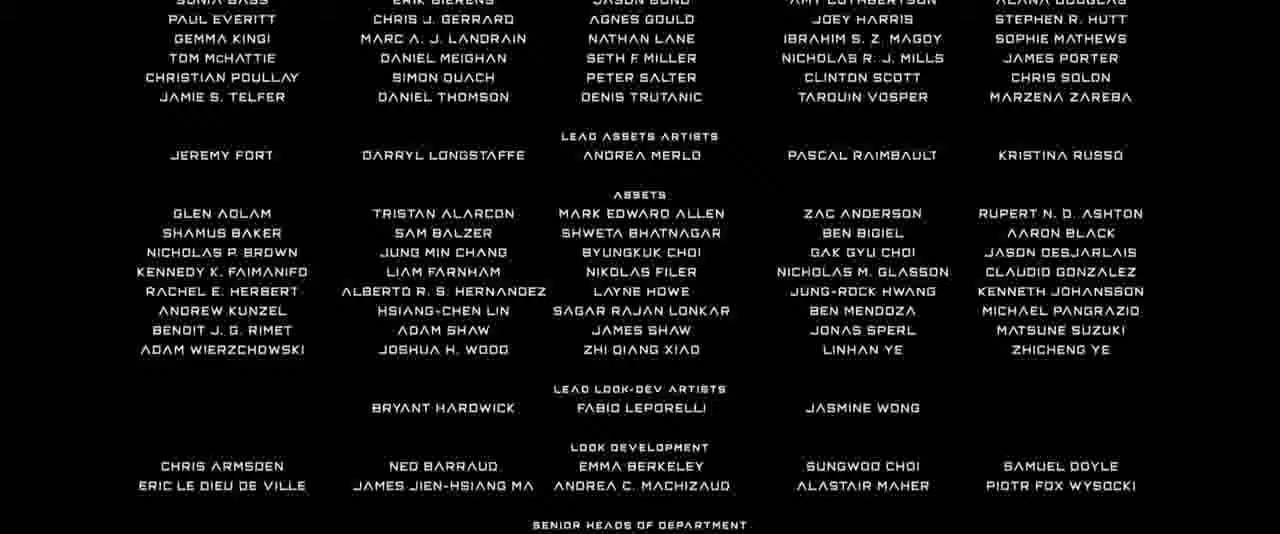 PAUL EVERITT CHRIS J. GERRARD AGNES GOULD JOEY HARRIS STEPHEN R. HUTT
GEMMA KINGI MARC A. J. LANDRAIN NATHAN LANE IBRAHIM S. Z. MAGDY SOPHIE MATHEWS
TOM McHATTIE DANIEL MEIGHAN SETH F. MILLER NICHOLAS R. J. MILLS JAMES PORTER
CHRISTIAN POULLAY SIMON QUACH PETER SALTER CLINTON SCOTT CHRIS SOLON
JAMIE S. TELFER DANIEL THOMSON DENIS TRUTANIC TARQUIN VOSPER MARZENA ZAREBA
LEAD ASSETS ARTISTS
JEREMY FORT DARRYL LONGSTAFFE ANDREA MERLO PASCAL RAIMBAULT KRISTINA RUSSO
ASSETS
GLEN ADLAM TRISTAN ALARCON MARK EDWARD ALLEN ZAC ANDERSON RUPERT N. D. ASHTON
SHAMUS BAKER SAM BALZER SHWETA BHATNAGAR BEN BIGIEL AARON BLACK
NICHOLAS P. BROWN JUNG MIN CHANG BYUNGKUK CHOI GAK GYU CHOI JASON DESJARLAIS
KENNEDY K. FAIMANIFO LIAM FARNHAM NIKOLAS FILER NICHOLAS M. GLASSON CLAUDIO GONZALEZ
RACHEL E. HERBERT ALBERTO R. S. HERNANDEZ LAYNE HOWE JUNG-ROCK HWANG KENNETH JOHANSSON
ANDREW KUNZEL HSIANG-CHEN LIN SAGAR RAJAN LONKAR BEN MENDOZA MICHAEL PANGRAZIO
BENOIT J. G. RIMET ADAM SHAW JAMES SHAW JONAS SPERL MATSUNE SUZUKI
ADAM WIERZCHOWSKI JOSHUA H. WOOD ZHI QIANG XIAO LINHAN YE ZHICHENG YE
LEAD LOOK-DEV ARTISTS
BRYANT HARDWICK FABIO LEPORELLI JASMINE WONG
LOOK DEVELOPMENT
CHRIS ARMSDEN NED BARRAUD EMMA BERKELEY SUNGWOO CHOI SAMUEL DOYLE
ERIC LE DIEU DE VILLE JAMES JIEN-HSIANG MA ANDREA C. MACHIZAUD ALASTAIR MAHER PIOTR FOX WYSOCKI
SENIOR HEADS OF DEPARTMENT